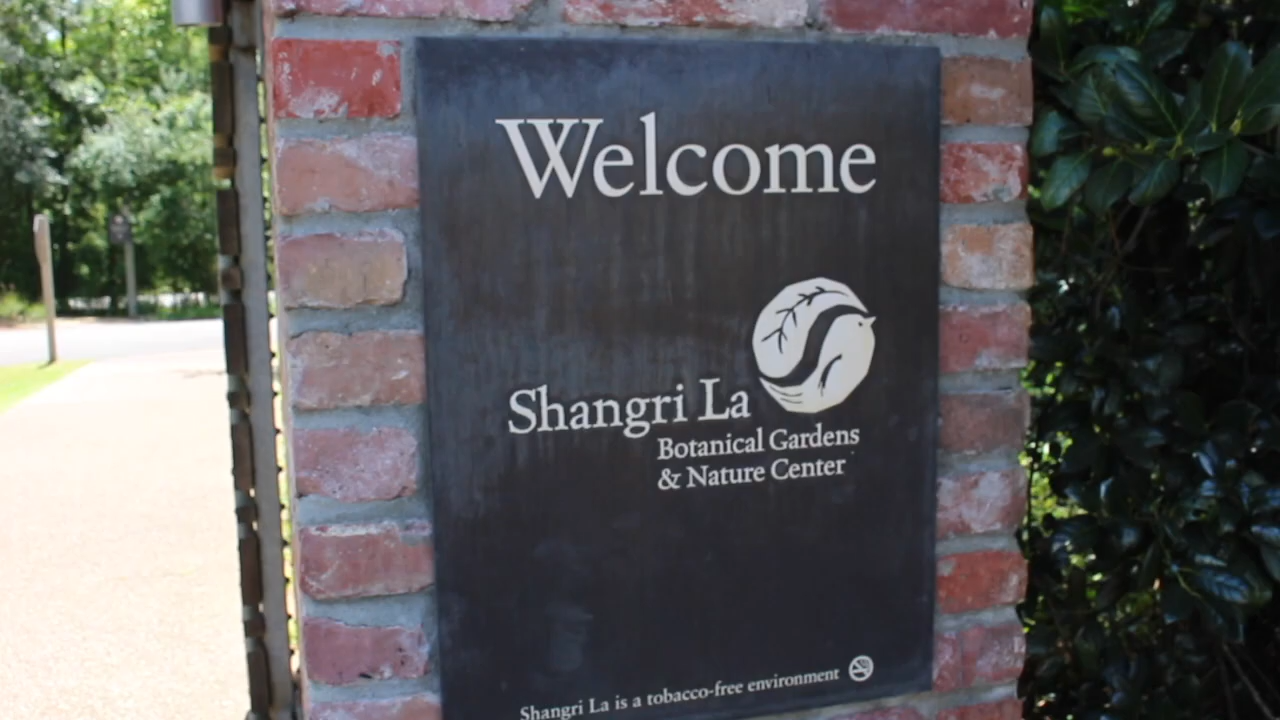 Welcome
Shangri La
Botanical Gardens
& Nature Center
Shangri La is a tobacco-free environment